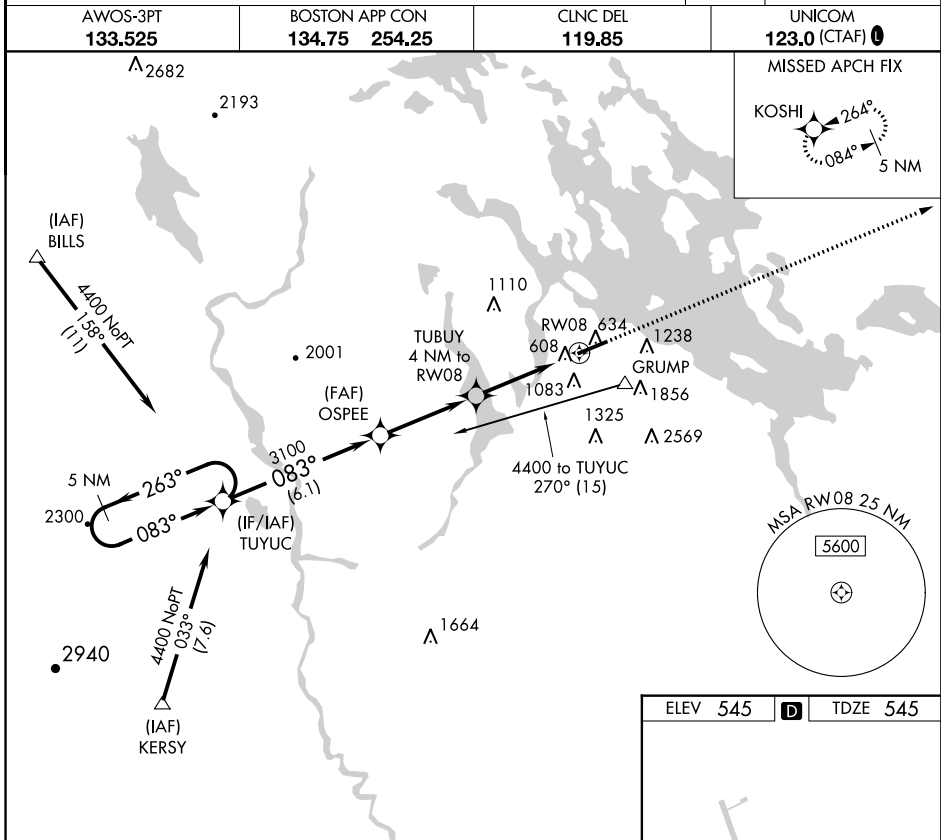 AWOS-3PT
133.525
BOSTON APP CON
134.75 254.25
CLNC DEL
119.85
UNICOM
123.0 (CTAF) L
MISSED APCH FIX
KOSHI
264°
084°
5 NM
2682
2193
(IAF)
BILLS
4400 NoPT
158°
(11)
2001
1110
TUBUY
4 NM to
RW08
RW08
634
608
1238
GRUMP
1083
1856
1325
2569
(FAF)
OSPEE
3100
083°
(6.1)
4400 to TUYUC
270° (15)
5 NM
263°
083°
2300
(IF/IAF)
TUYUC
4400 NoPT
033°
(7.6)
1664
2940
(IAF)
KERSY
MSA RW08 25 NM
5600
ELEV 545
D
TDZE 545